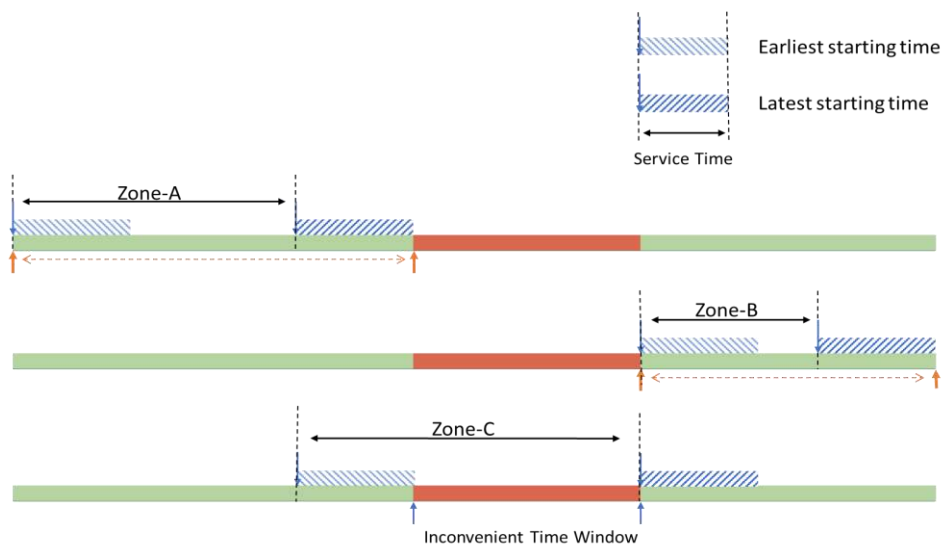 Earliest starting time
Latest starting time
Service Time
Zone-A
Zone-B
Zone-C
Inconvenient Time Window